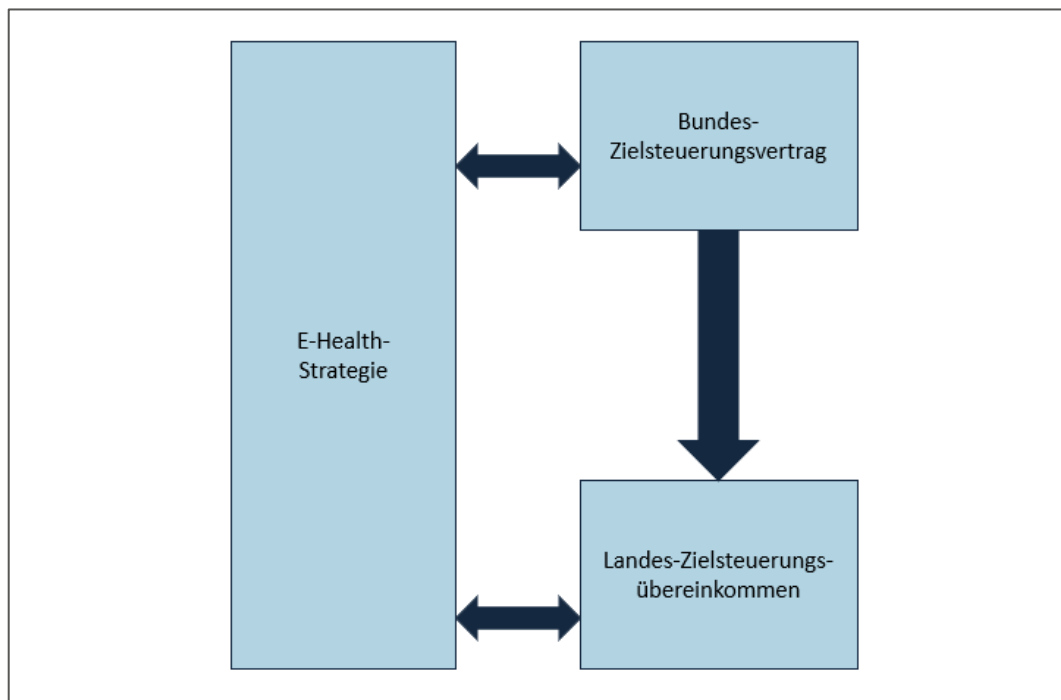 Bundes-
Zielsteuerungsvertrag
E-Health-
Strategie
Landes-Zielsteuerungs-
übereinkommen